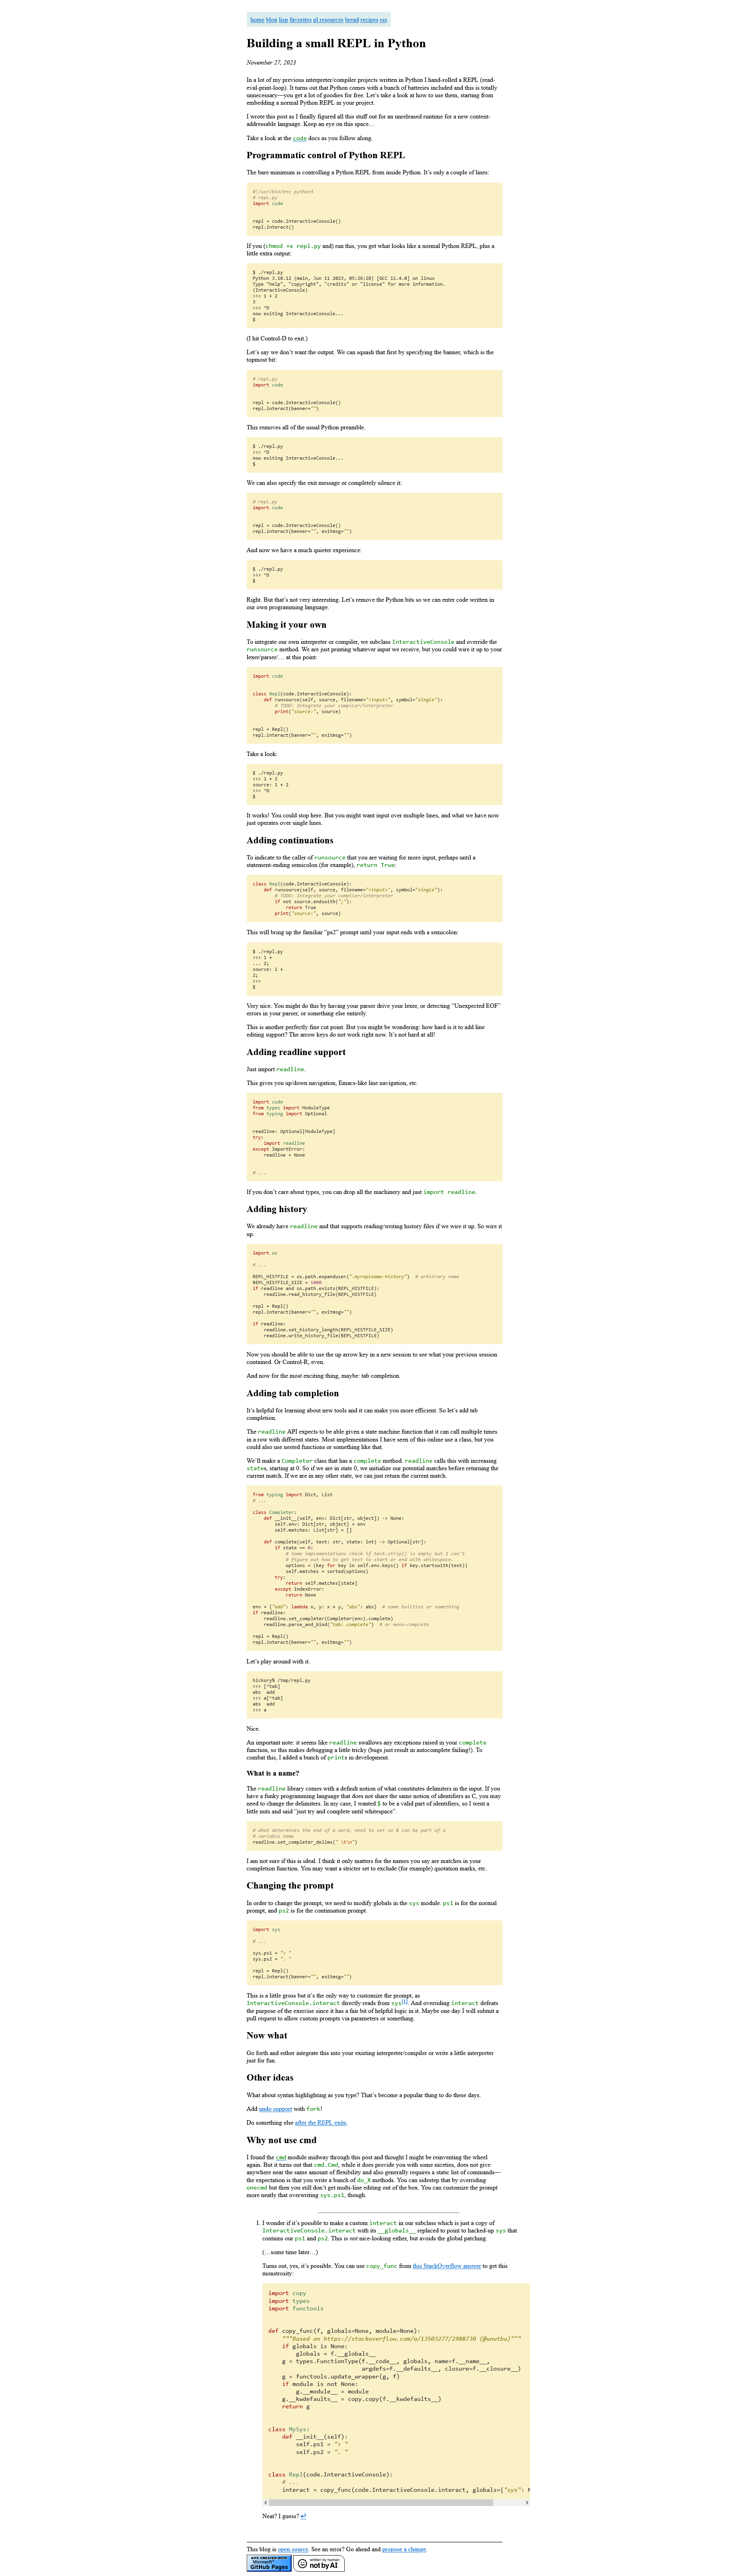 home blog lisp favorites pl resources bread recipes rss
Building a small REPL in Python
November 27, 2023
In a lot of my previous interpreter/compiler projects written in Python I hand-rolled a REPL (read-
eval-print-loop). It turns out that Python comes with a bunch of batteries included and this is totally
unnecessary—you get a lot of goodies for free. Let's take a look at how to use them, starting from
embedding a normal Python REPL in your project.
I wrote this post as I finally figured all this stuff out for an unreleased runtime for a new content-
addressable language. Keep an eye on this space…
Take a look at the code docs as you follow along.
Programmatic control of Python REPL
The bare minimum is controlling a Python REPL from inside Python. It's only a couple of lines:
#!/usr/bin/env python3
# repl.py
import code
repl = code.InteractiveConsole()
repl.interact()
If you (chmod +x repl.py and) run this, you get what looks like a normal Python REPL, plus a
little extra output:
$ ./repl.py
Python 3.10.12 (main, Jun 11 2023, 05:26:28) [GCC 11.4.0] on linux
Type "help", "copyright", "credits" or "license" for more information.
(InteractiveConsole)
>>> 1 + 2
3
>>> ^D
now exiting InteractiveConsole...
$
(I hit Control-D to exit.)
Let's say we don't want the output. We can squash that first by specifying the banner, which is the
topmost bit:
# repl.py
import code
repl = code.InteractiveConsole()
repl.interact(banner="")
This removes all of the usual Python preamble.
$ ./repl.py
>>> ^D
now exiting InteractiveConsole...
$
We can also specify the exit message or completely silence it:
# repl.py
import code
repl = code.InteractiveConsole()
repl.interact(banner="", exitmsg="")
And now we have a much quieter experience:
$ ./repl.py
>>> ^D
$
Right. But that's not very interesting. Let's remove the Python bits so we can enter code written in
our own programming language.
Making it your own
To integrate our own interpreter or compiler, we subclass InteractiveConsole and override the
runsource method. We are just printing whatever input we receive, but you could wire it up to your
lexer/parser/… at this point:
import code
class Repl(code.InteractiveConsole):
    def runsource(self, source, filename="<input>", symbol="single"):
        # TODO: Integrate your compiler/interpreter
        print("source:", source)
repl = Repl()
repl.interact(banner="", exitmsg="")
Take a look:
$ ./repl.py
>>> 1 + 2
source: 1 + 2
>>> ^D
$
It works! You could stop here. But you might want input over multiple lines, and what we have now
just operates over single lines.
Adding continuations
To indicate to the caller of runsource that you are waiting for more input, perhaps until a
statement-ending semicolon (for example), return True:
class Repl(code.InteractiveConsole):
    def runsource(self, source, filename="<input>", symbol="single"):
        # TODO: Integrate your compiler/interpreter
        if not source.endswith(";"):
            return True
        print("source:", source)
This will bring up the familiar "ps2" prompt until your input ends with a semicolon:
$ ./repl.py
>>> 1 +
... 2;
source: 1 +
2;
>>>
$
Very nice. You might do this by having your parser drive your lexer, or detecting "Unexpected EOF"
errors in your parser, or something else entirely.
This is another perfectly fine cut point. But you might be wondering: how hard is it to add line
editing support? The arrow keys do not work right now. It's not hard at all!
Adding readline support
Just import readline.
This gives you up/down navigation, Emacs-like line navigation, etc.
import code
from types import ModuleType
from typing import Optional
readline: Optional[ModuleType]
try:
    import readline
except ImportError:
    readline = None
# ...
If you don't care about types, you can drop all the machinery and just import readline.
Adding history
We already have readline and that supports reading/writing history files if we wire it up. So wire it
up.
import os
# ...
REPL_HISTFILE = os.path.expanduser(".myreplname-history")  # arbitrary name
REPL_HISTFILE_SIZE = 1000
if readline and os.path.exists(REPL_HISTFILE):
    readline.read_history_file(REPL_HISTFILE)
repl = Repl()
repl.interact(banner="", exitmsg="")
if readline:
    readline.set_history_length(REPL_HISTFILE_SIZE)
    readline.write_history_file(REPL_HISTFILE)
Now you should be able to use the up arrow key in a new session to see what your previous session
contained. Or Control-R, even.
And now for the most exciting thing, maybe: tab completion.
Adding tab completion
It's helpful for learning about new tools and it can make you more efficient. So let's add tab
completion.
The readline API expects to be able given a state machine function that it can call multiple times
in a row with different states. Most implementations I have seen of this online use a class, but you
could also use nested functions or something like that.
We'll make a Completer class that has a complete method. readline calls this with increasing
states, starting at 0. So if we are in state 0, we initialize our potential matches before returning the
current match. If we are in any other state, we can just return the current match.
from typing import Dict, List
# ...
class Completer:
    def __init__(self, env: Dict[str, object]) -> None:
        self.env: Dict[str, object] = env
        self.matches: List[str] = []
    def complete(self, text: str, state: int) -> Optional[str]:
        if state == 0:
            # Some implementations check if text.strip() is empty but I can't
            # figure out how to get text to start or end with whitespace.
            options = (key for key in self.env.keys() if key.startswith(text))
            self.matches = sorted(options)
        try:
            return self.matches[state]
        except IndexError:
            return None
env = {"add": lambda x, y: x + y, "abs": abs}  # some builtins or something
if readline:
    readline.set_completer(Completer(env).complete)
    readline.parse_and_bind("tab: complete")  # or menu-complete
repl = Repl()
repl.interact(banner="", exitmsg="")
Let's play around with it.
hickory% /tmp/repl.py
>>> [^tab]
abs  add
>>> a[^tab]
abs  add
>>> a
Nice.
An important note: it seems like readline swallows any exceptions raised in your complete
function, so this makes debugging a little tricky (bugs just result in autocomplete failing!). To
combat this, I added a bunch of prints in development.
What is a name?
The readline library comes with a default notion of what constitutes delimiters in the input. If you
have a funky programming language that does not share the same notion of identifiers as C, you may
need to change the delimiters. In my case, I wanted $ to be a valid part of identifiers, so I went a
little nuts and said "just try and complete until whitespace".
# what determines the end of a word; need to set so $ can be part of a
# variable name
readline.set_completer_delims(" \t\n")
I am not sure if this is ideal. I think it only matters for the names you say are matches in your
completion function. You may want a stricter set to exclude (for example) quotation marks, etc.
Changing the prompt
In order to change the prompt, we need to modify globals in the sys module. ps1 is for the normal
prompt, and ps2 is for the continuation prompt.
import sys
# ...
sys.ps1 = "> "
sys.ps2 = ". "
repl = Repl()
repl.interact(banner="", exitmsg="")
This is a little gross but it's the only way to customize the prompt, as
InteractiveConsole.interact directly reads from sys[1]. And overriding interact defeats
the purpose of the exercise since it has a fair bit of helpful logic in it. Maybe one day I will submit a
pull request to allow custom prompts via parameters or something.
Now what
Go forth and either integrate this into your existing interpreter/compiler or write a little interpreter
just for fun.
Other ideas
What about syntax highlighting as you type? That's become a popular thing to do these days.
Add undo support with fork!
Do something else after the REPL exits.
Why not use cmd
I found the cmd module midway through this post and thought I might be reinventing the wheel
again. But it turns out that cmd.Cmd, while it does provide you with some niceties, does not give
anywhere near the same amount of flexibility and also generally requires a static list of commands—
the expectation is that you write a bunch of do_X methods. You can sidestep that by overriding
onecmd but then you still don't get multi-line editing out of the box. You can customize the prompt
more neatly that overwriting sys.ps1, though.
1. I wonder if it's possible to make a custom interact in our subclass which is just a copy of
InteractiveConsole.interact with its __globals__ replaced to point to hacked-up sys that
contains our ps1 and ps2. This is not nice-looking either, but avoids the global patching.
(…some time later…)
Turns out, yes, it's possible. You can use copy_func from this StackOverflow answer to get this
monstrosity:
import copy
import types
import functools
def copy_func(f, globals=None, module=None):
    """Based on https://stackoverflow.com/a/13503277/2988730 (@unutbu)"""
    if globals is None:
        globals = f.__globals__
    g = types.FunctionType(f.__code__, globals, name=f.__name__,
                           argdefs=f.__defaults__, closure=f.__closure__)
    g = functools.update_wrapper(g, f)
    if module is not None:
        g.__module__ = module
    g.__kwdefaults__ = copy.copy(f.__kwdefaults__)
    return g
class MySys:
    def __init__(self):
        self.ps1 = "> "
        self.ps2 = ". "
class Repl(code.InteractiveConsole):
    # ...
    interact = copy_func(code.InteractiveConsole.interact, globals={"sys":
Neat? I guess? ↩
This blog is open source. See an error? Go ahead and propose a change.
GitHub Pages
written by human
not by AI